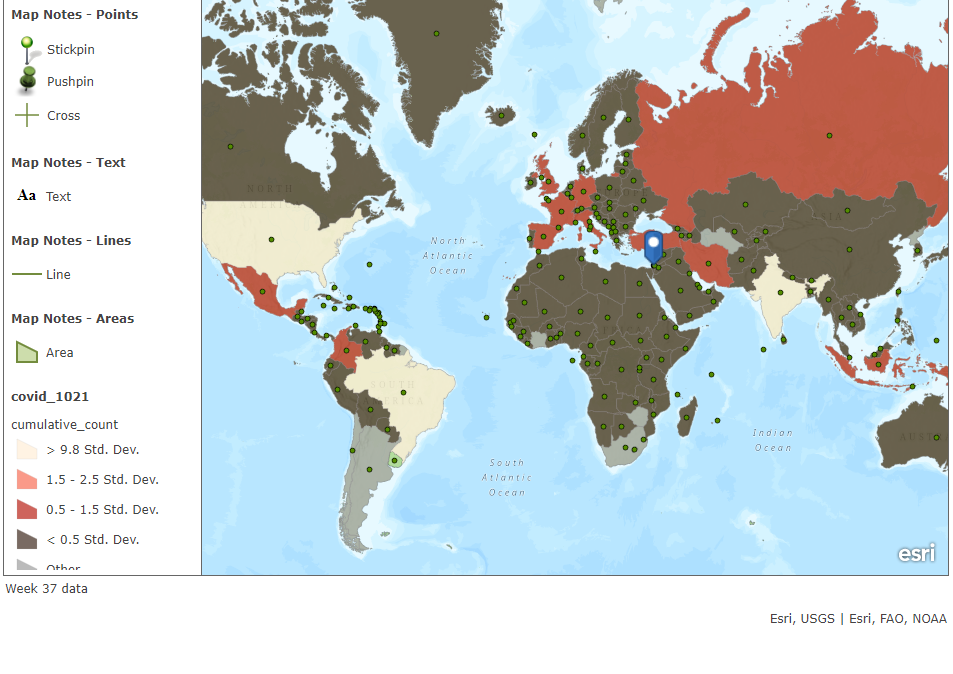 Map Notes - Points
Stickpin
Pushpin
Cross
Map Notes - Text
Aa Text
Map Notes - Lines
Line
Map Notes - Areas
Area
covid_1021
cumulative_count
> 9.8 Std. Dev.
1.5 - 2.5 Std. Dev.
0.5 - 1.5 Std. Dev.
< 0.5 Std. Dev.
Other
NORTH
North
Atlantic
Ocean
ASIA
SOUTH
South
Atlantic
Ocean
Indian
Ocean
esri
Week 37 data
Esri, USGS | Esri, FAO, NOAA